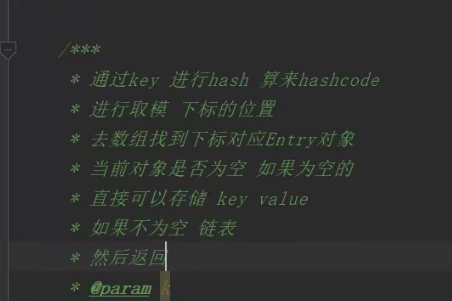 /***
* 通过key 进行hash 算来hashcode
* 进行取模 下标的位置
* 去数组找到下标对应Entry对象
* 当前对象是否为空 如果为空的
* 直接可以存储 key value
* 如果不为空 链表
* 然后返回
* @param k